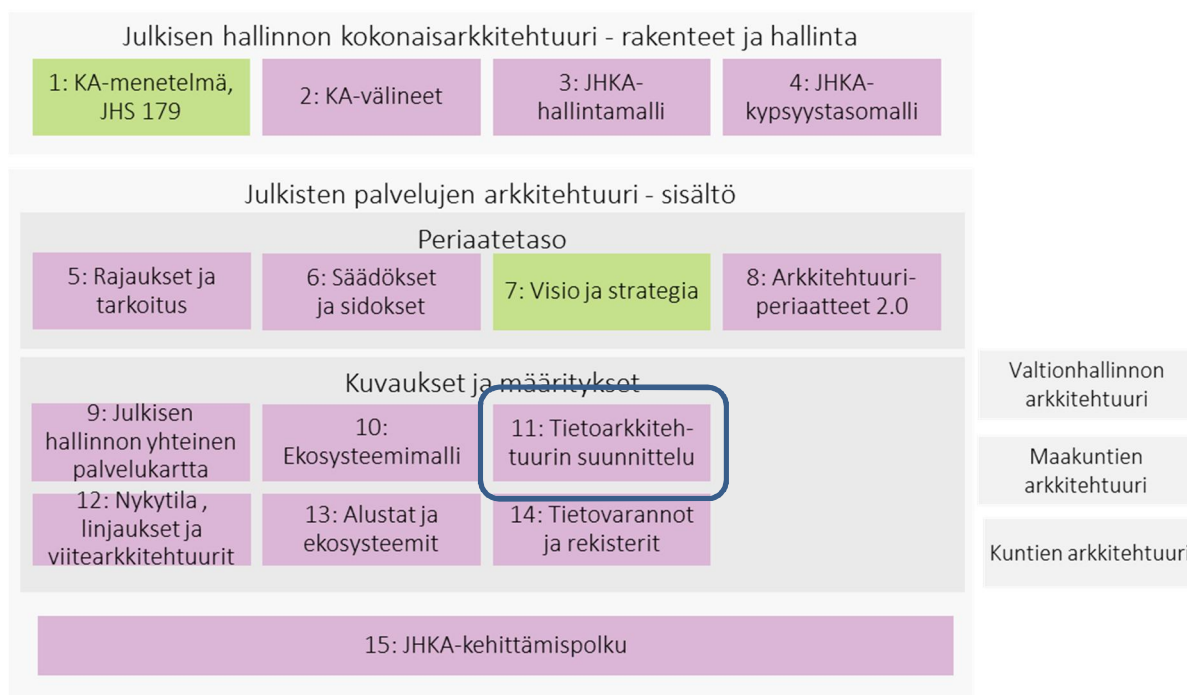 Julkisen hallinnon kokonaisarkkitehtuuri - rakenteet ja hallinta
1: KA-menetelmä,
JHS 179
2: KA-välineet
3: JHKA-
hallintamalli
4: JHKA-
kypsyystasomalli
Julkisten palvelujen arkkitehtuuri - sisältö
Periaatetaso
5: Rajaukset ja
tarkoitus
6: Säädökset
ja sidokset
7: Visio ja strategia
8: Arkkitehtuuri-
periaatteet 2.0
Kuvaukset ja määritykset
9: Julkisen
hallinnon yhteinen
palvelukartta
10:
Ekosysteemimalli
11: Tietoarkkiteh-
tuurin suunnittelu
12: Nykytila ,
linjaukset ja
viitearkkitehtuurit
13: Alustat ja
ekosysteemit
14: Tietovarannot
ja rekisterit
15: JHKA-kehittämispolku
Valtionhallinnon
arkkitehtuuri
Maakuntien
arkkitehtuuri
Kuntien arkkitehtuuri